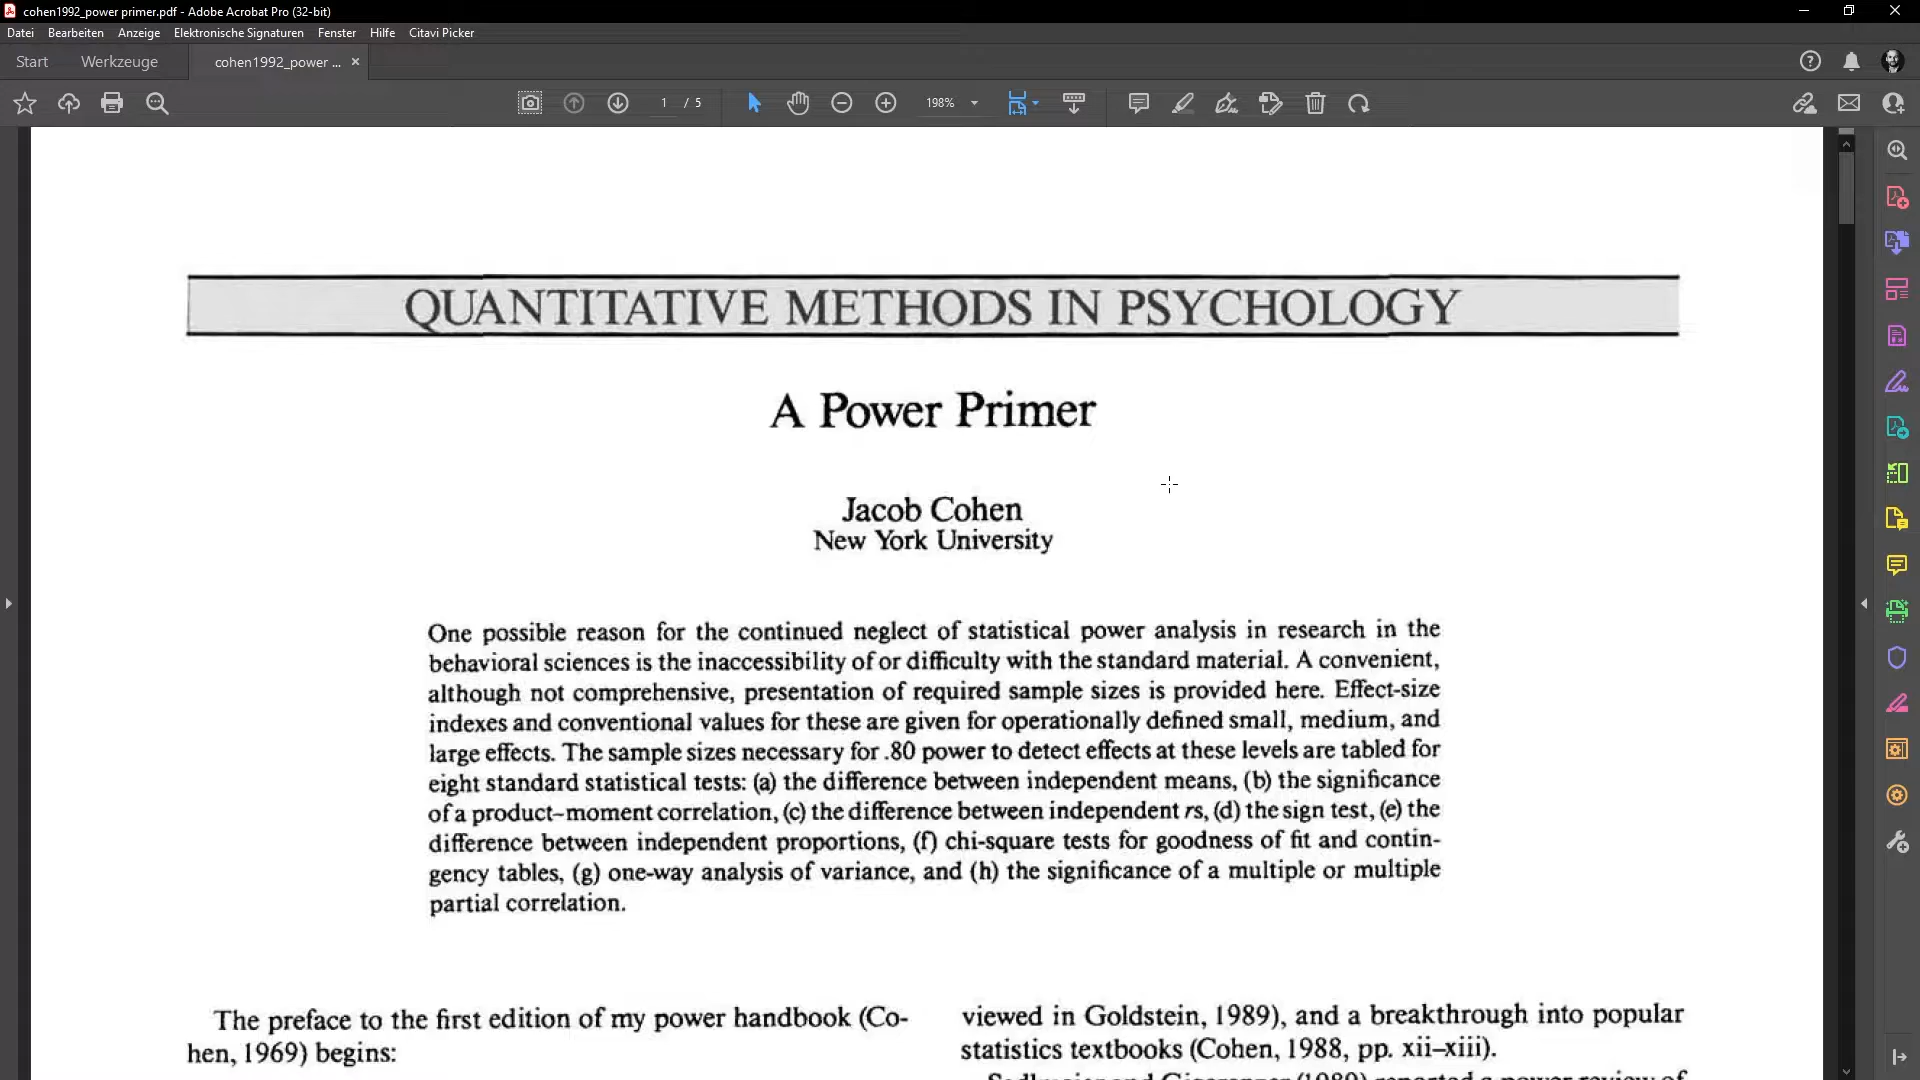 cohen1992_power primer.pdf - Adobe Acrobat Pro (32-bit)
Datei Bearbeiten Anzeige Elektronische Signaturen Fenster Hilfe Citavi Picker
Start Werkzeuge cohen1992_power ...
1 / 5 198%
QUANTITATIVE METHODS IN PSYCHOLOGY
A Power Primer
Jacob Cohen
New York University
One possible reason for the continued neglect of statistical power analysis in research in the
behavioral sciences is the inaccessibility of or difficulty with the standard material. A convenient,
although not comprehensive, presentation of required sample sizes is provided here. Effect-size
indexes and conventional values for these are given for operationally defined small, medium, and
large effects. The sample sizes necessary for .80 power to detect effects at these levels are tabled for
eight standard statistical tests: (a) the difference between independent means, (b) the significance
of a product–moment correlation, (c) the difference between independent rs, (d) the sign test, (e) the
difference between independent proportions, (f) chi-square tests for goodness of fit and contin-
gency tables, (g) one-way analysis of variance, and (h) the significance of a multiple or multiple
partial correlation.
The preface to the first edition of my power handbook (Co-
hen, 1969) begins:
viewed in Goldstein, 1989), and a breakthrough into popular
statistics textbooks (Cohen, 1988, pp. xii–xiii).